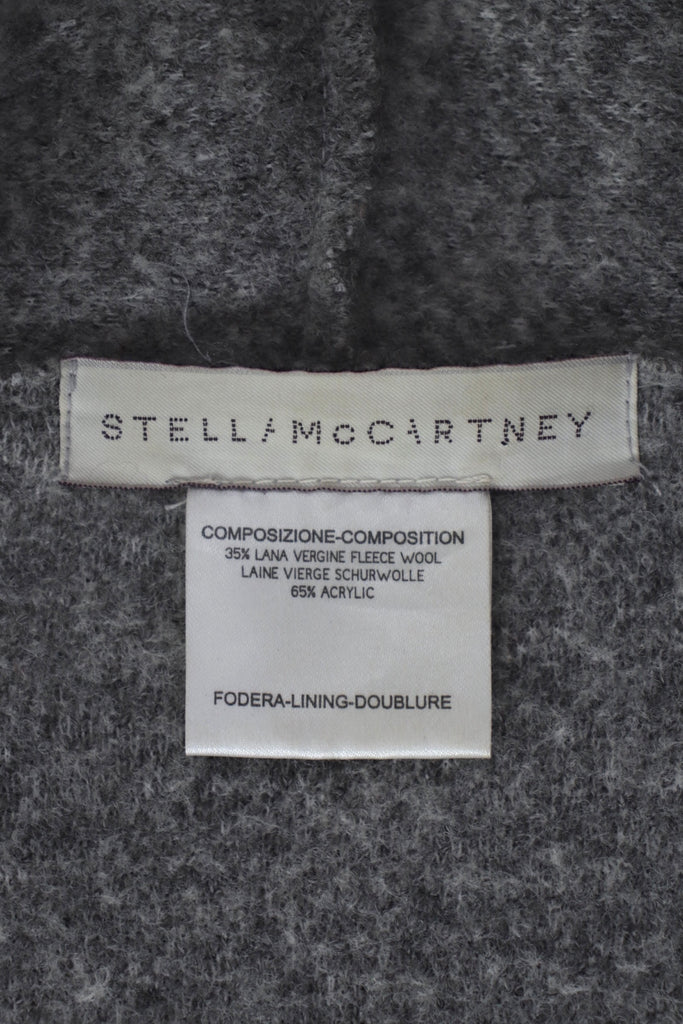 STELLA McCARTNEY
COMPOSIZIONE-COMPOSITION
35% LANA VERGINE FLEECE WOOL
LAINE VIERGE SCHURWOLLE
65% ACRYLIC
FODERA-LINING-DOUBLURE